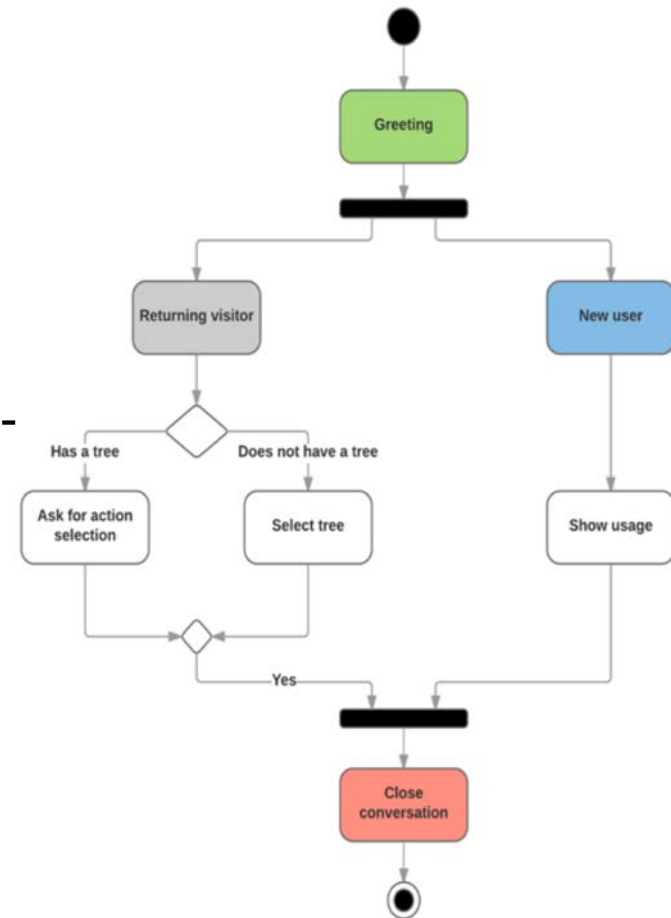 Greeting
Returning visitor
New user
Has a tree
Does not have a tree
Ask for action
selection
Select tree
Show usage
Yes
Close
conversation